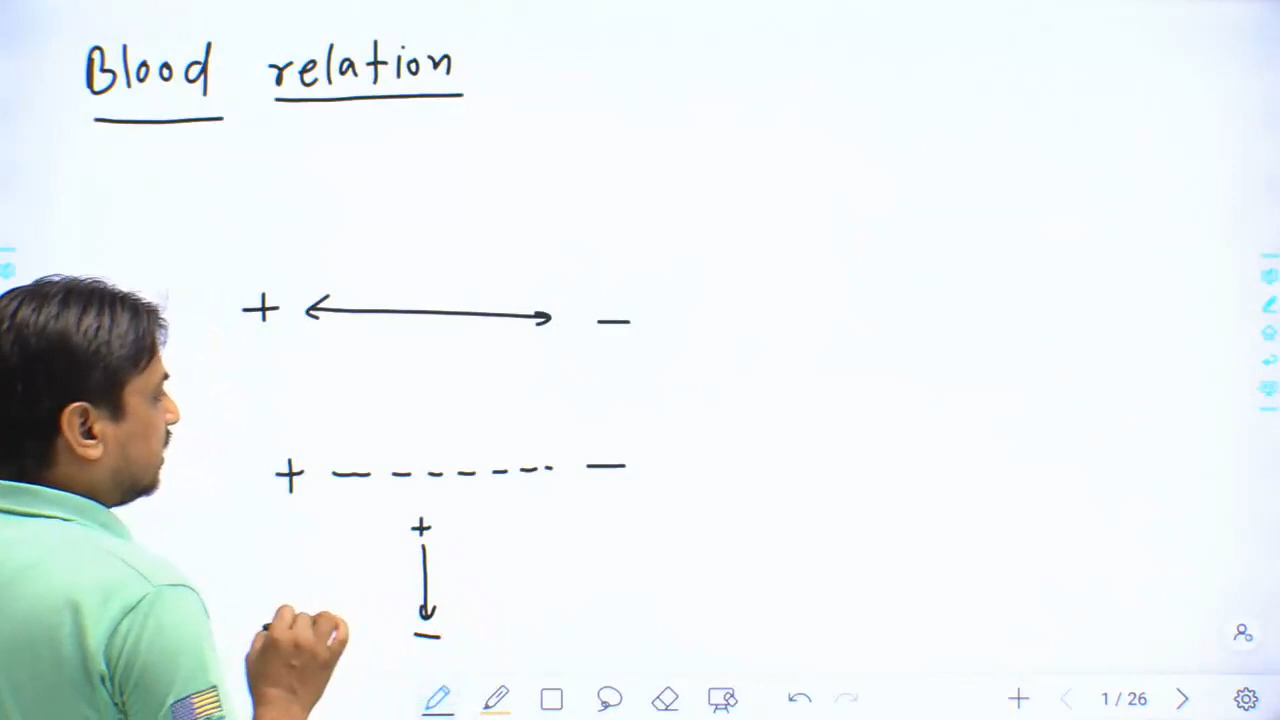 Blood relation
+ ⟷ −
+ ------- −
+
↓
−
1 / 26